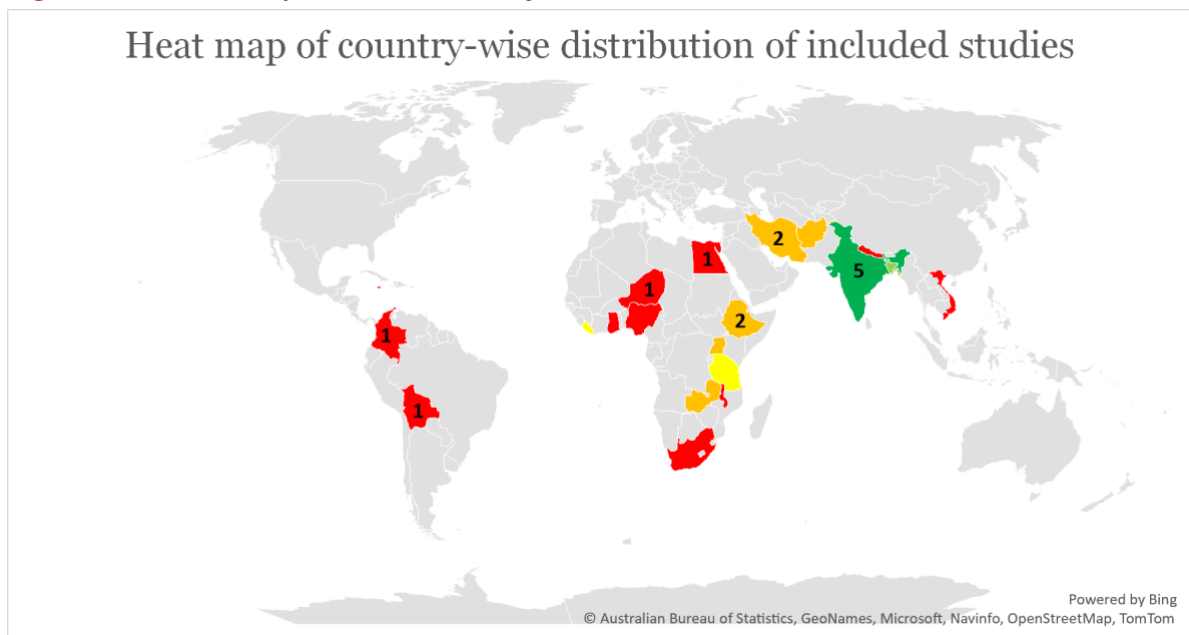 Heat map of country-wise distribution of included studies
2
1
5
1
2
1
1
Powered by Bing
© Australian Bureau of Statistics, GeoNames, Microsoft, Navinfo, OpenStreetMap, TomTom